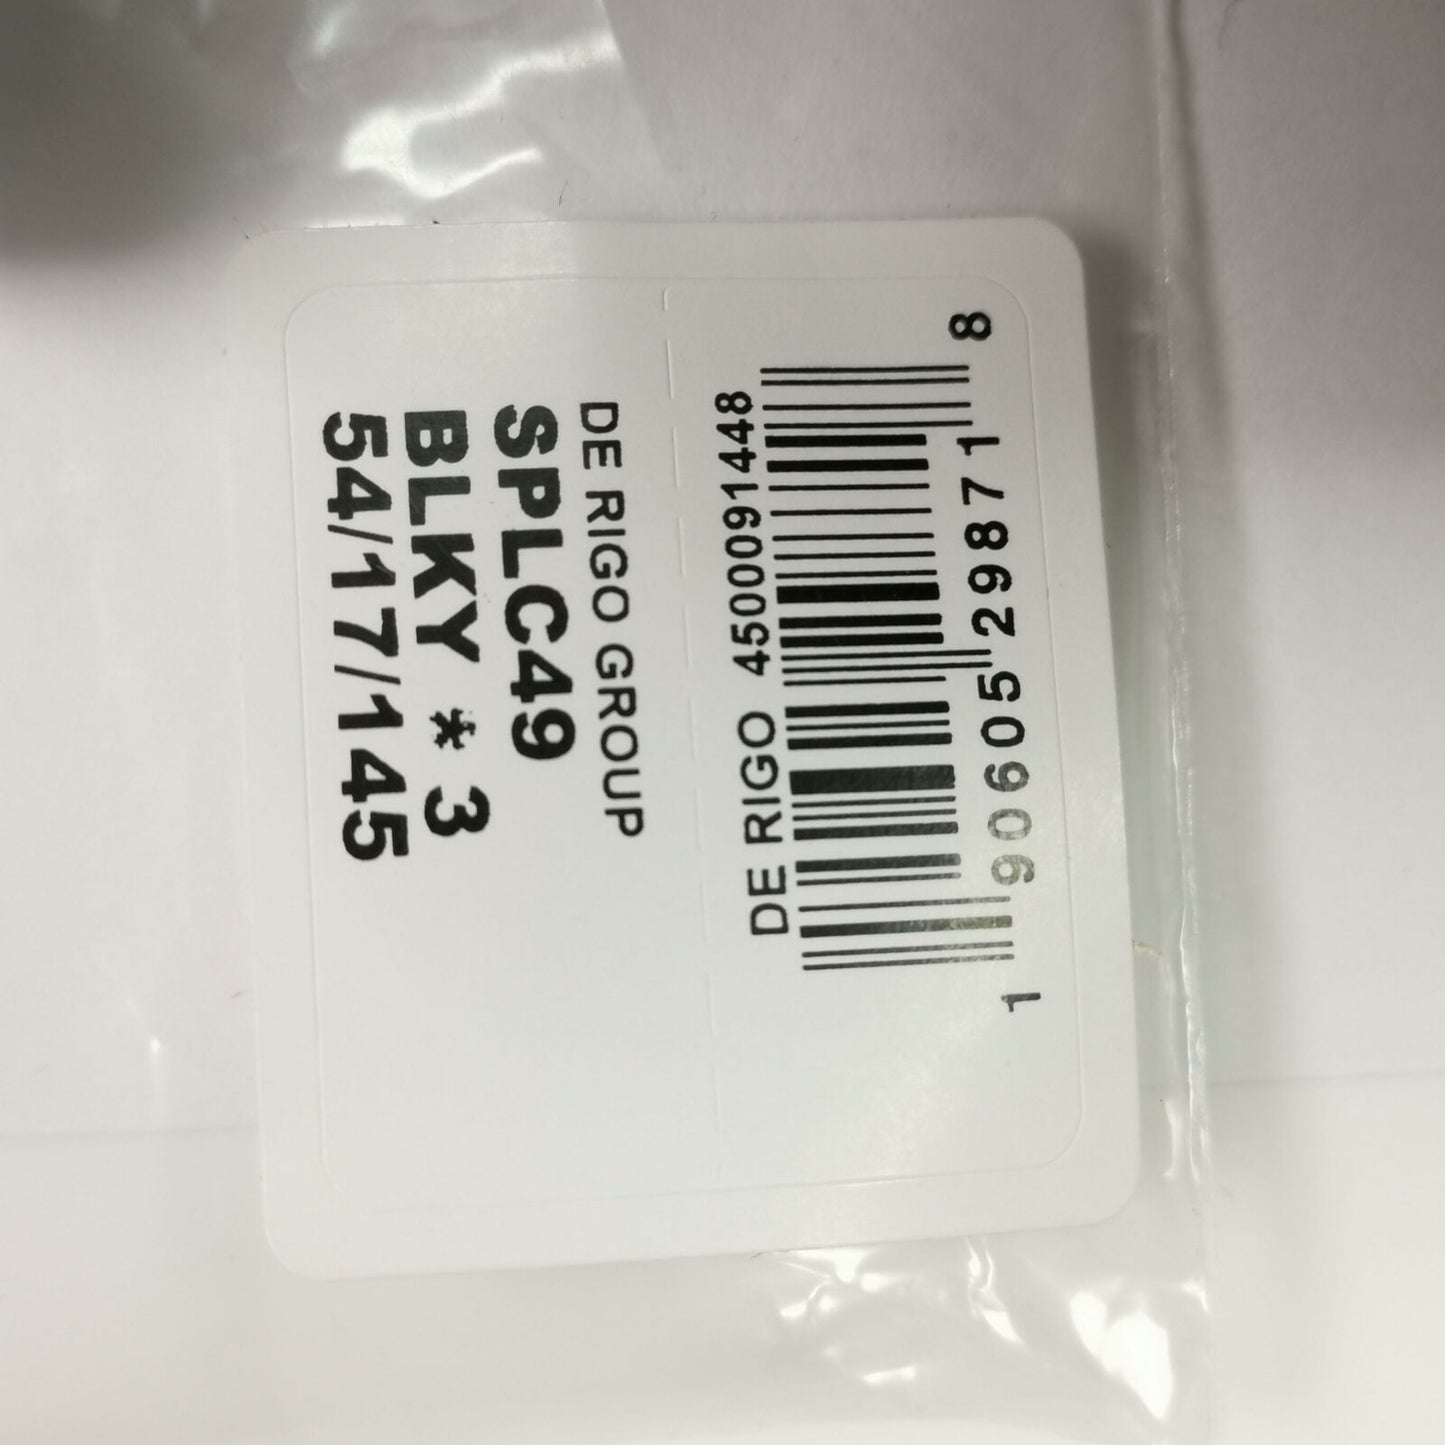 DE RIGO GROUP
SPLC49
BLKY * 3
54/17/145
DE RIGO 4500091448
1 90605 29871 8